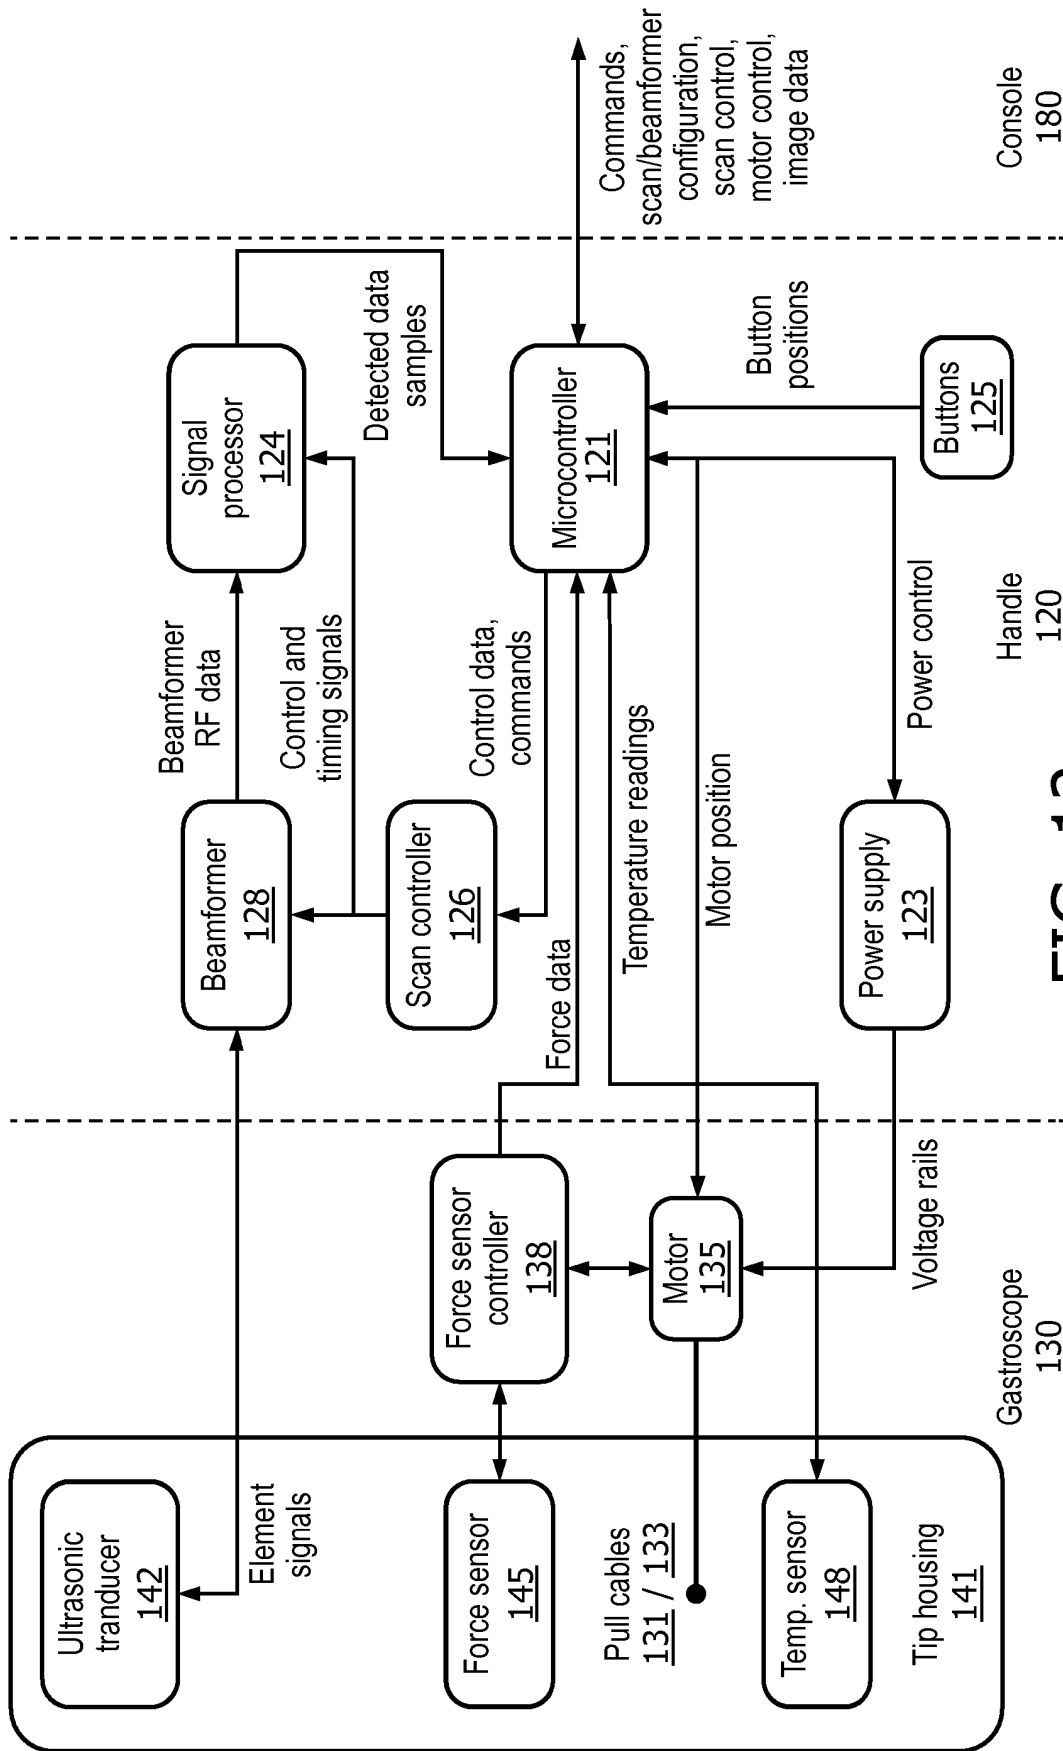 Ultrasonic
tranducer
142
Element
signals
Beamformer
128
Beamformer
RF data
Signal
processor
124
Control and
timing signals
Detected data
samples
Scan controller
126
Control data,
commands
Force sensor
145
Force sensor
controller
138
Force data
Microcontroller
121
Commands,
scan/beamformer
configuration,
scan control,
motor control,
image data
Pull cables
131 / 133
Motor
135
Temperature readings
Motor position
Button
positions
Temp. sensor
148
Voltage rails
Power supply
123
Power control
Buttons
125
Tip housing
141
Gastroscope
130
Handle
120
Console
180